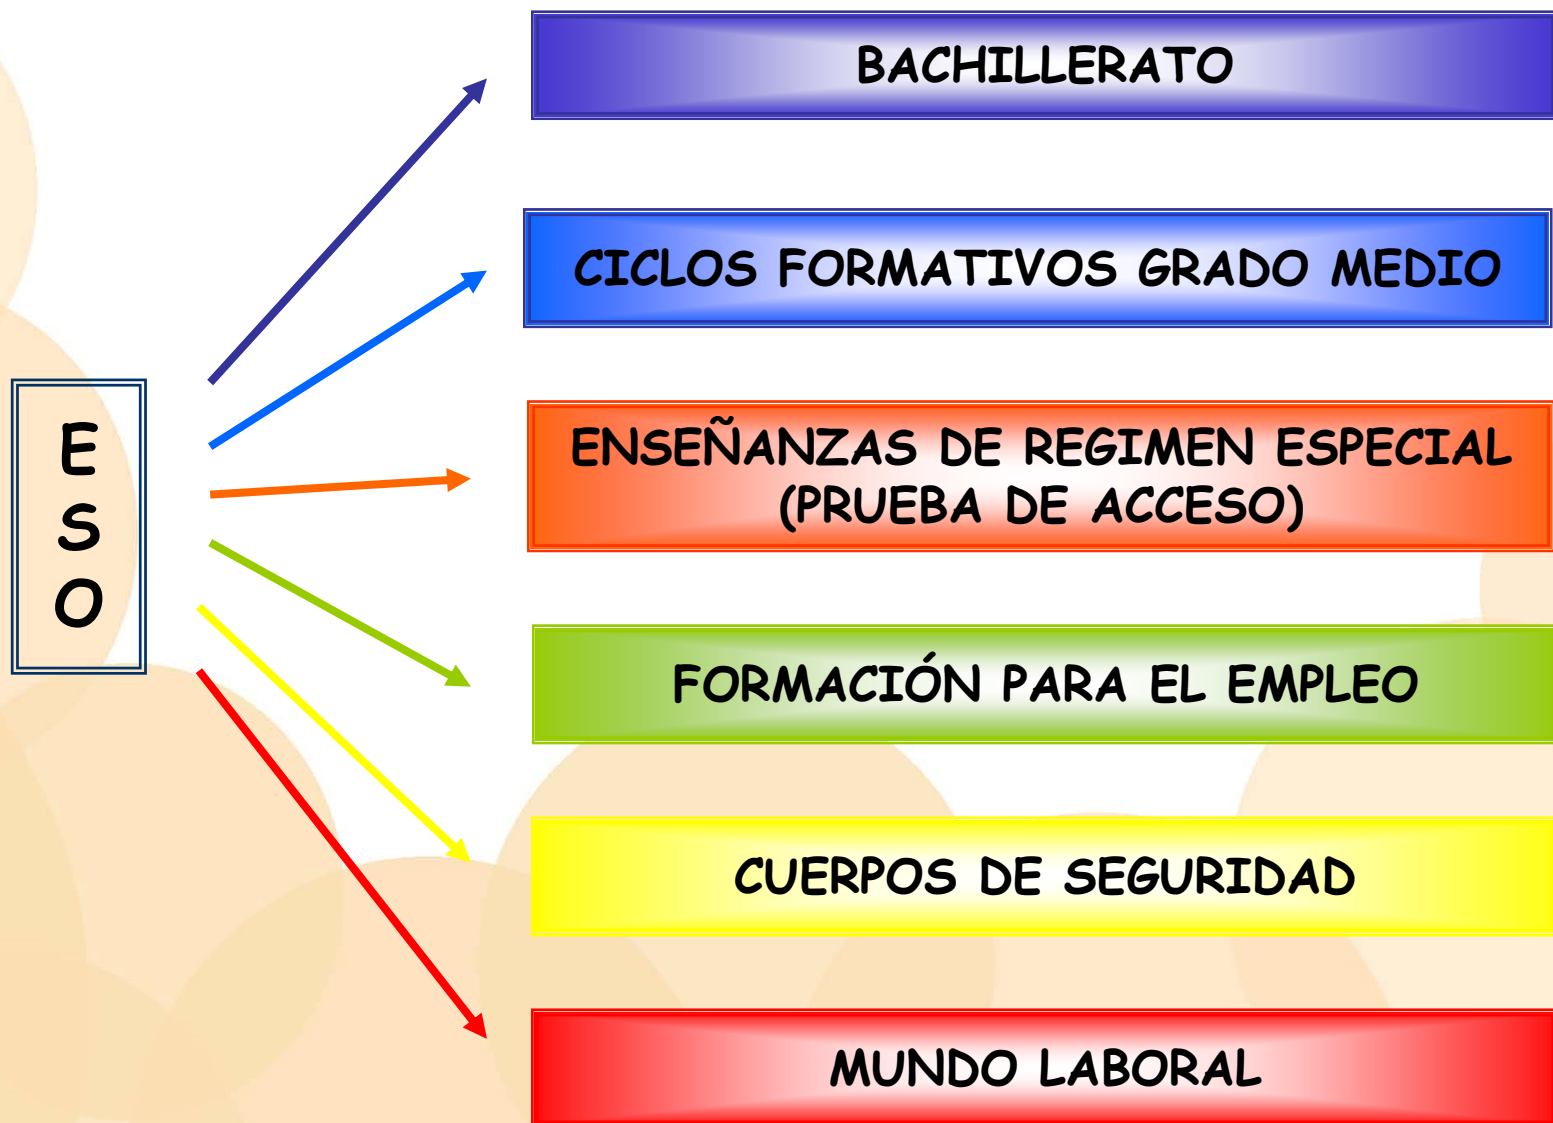 BACHILLERATO
CICLOS FORMATIVOS GRADO MEDIO
E
S
O
ENSEÑANZAS DE REGIMEN ESPECIAL
(PRUEBA DE ACCESO)
FORMACIÓN PARA EL EMPLEO
CUERPOS DE SEGURIDAD
MUNDO LABORAL